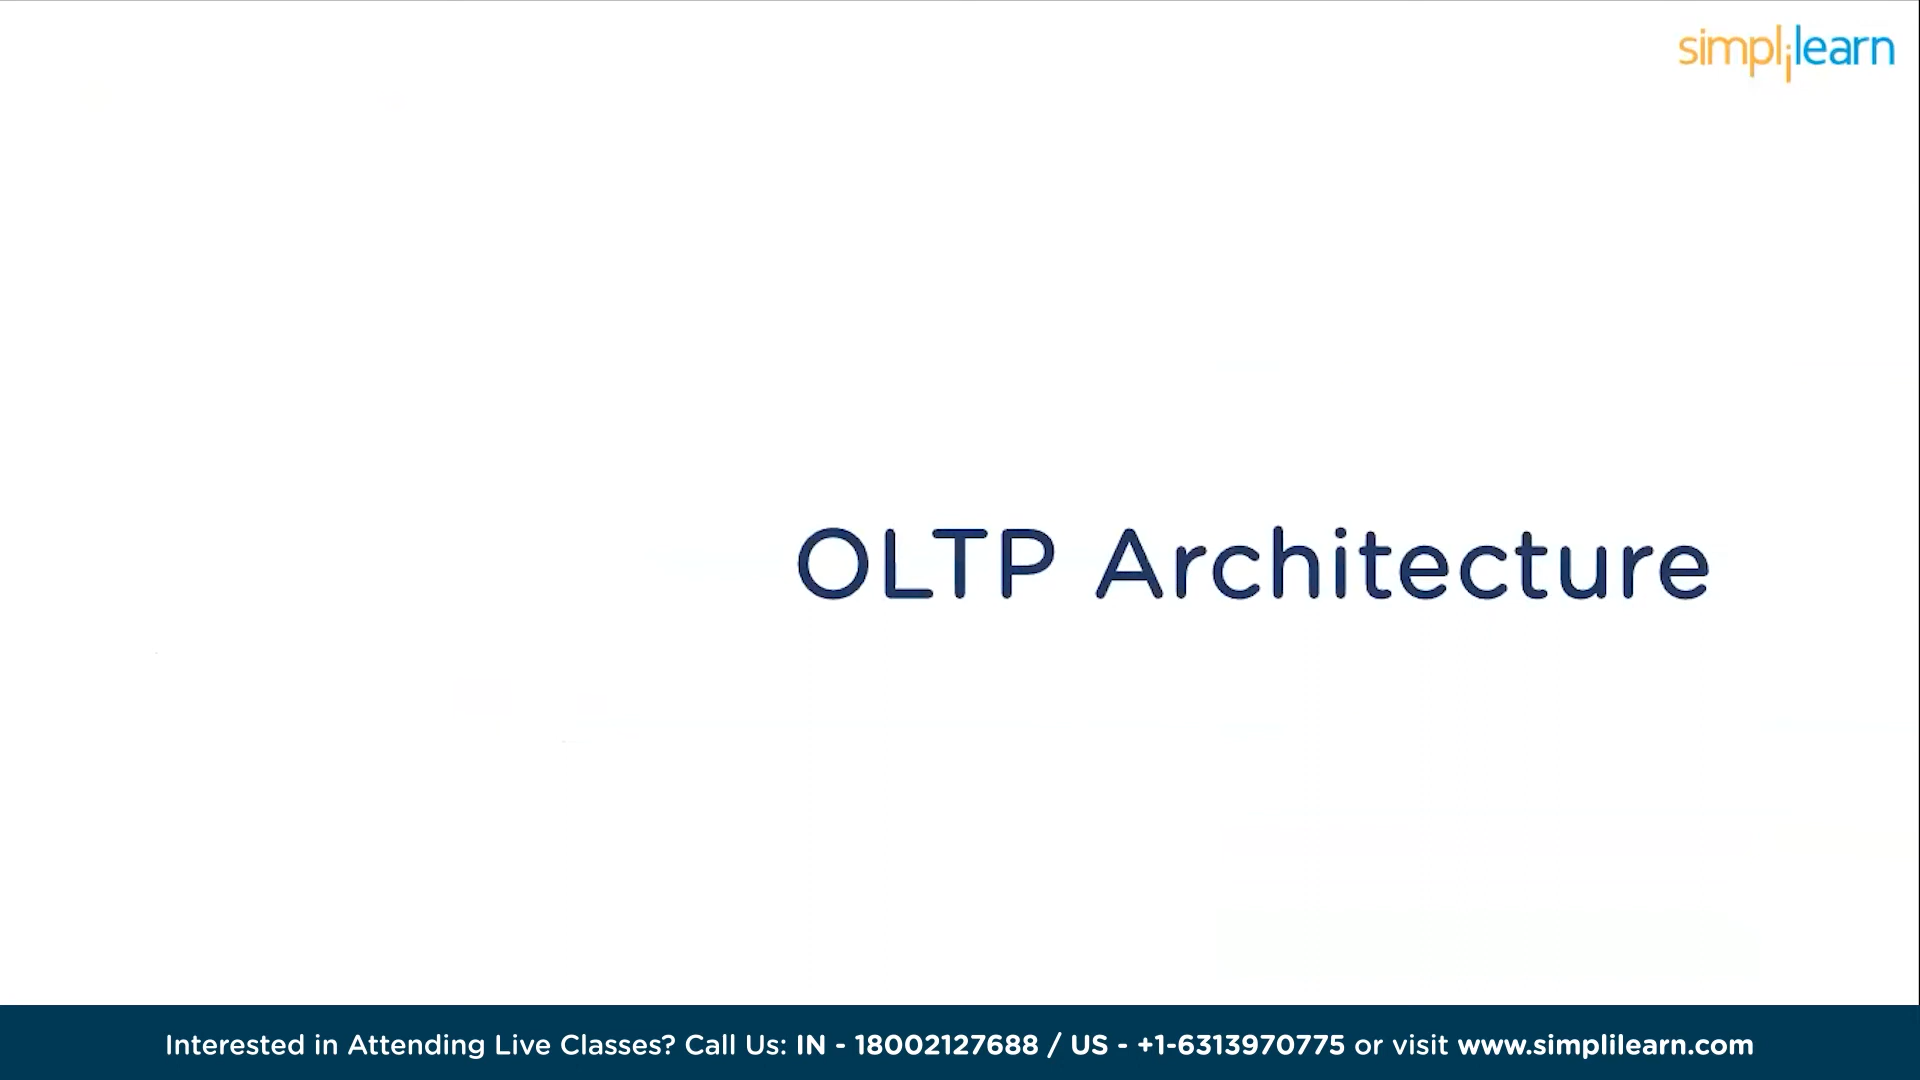 simplilearn
OLTP Architecture
Interested in Attending Live Classes? Call Us: IN - 18002127688 / US - +1-6313970775 or visit www.simplilearn.com